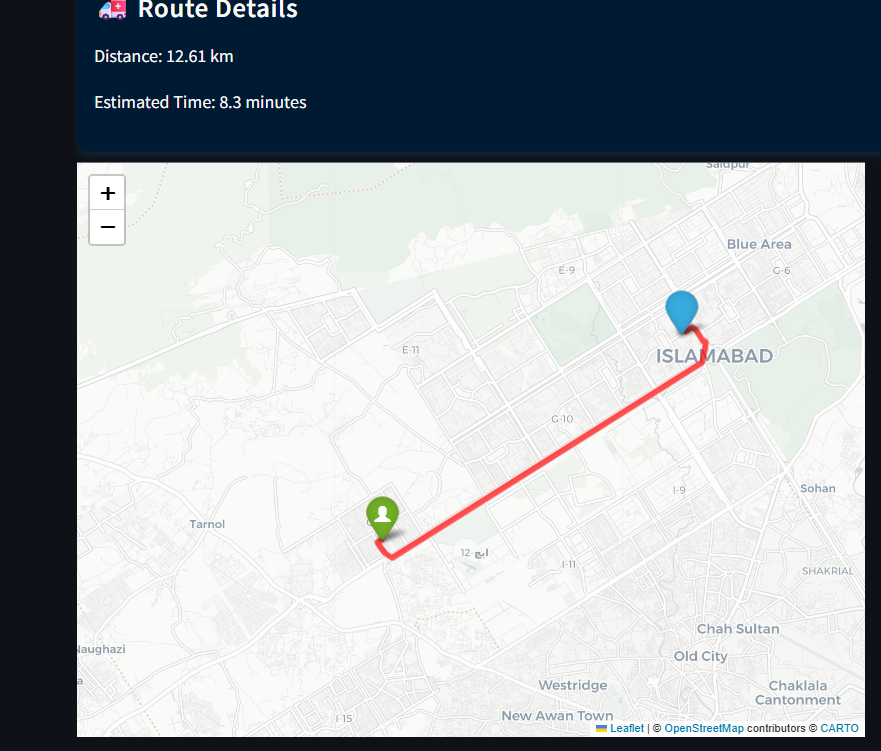 🚑 Route Details
Distance: 12.61 km
Estimated Time: 8.3 minutes
+
−
Saidpur
Blue Area
E-9
G-6
E-11
ISLAMABAD
G-10
I-9
Sohan
Tarnol
12-ایچ
I-11
SHAKRIAL
Chah Sultan
Naughazi
Old City
Westridge
Chaklala
Cantonment
New Awan Town
I-15
Leaflet | © OpenStreetMap contributors © CARTO